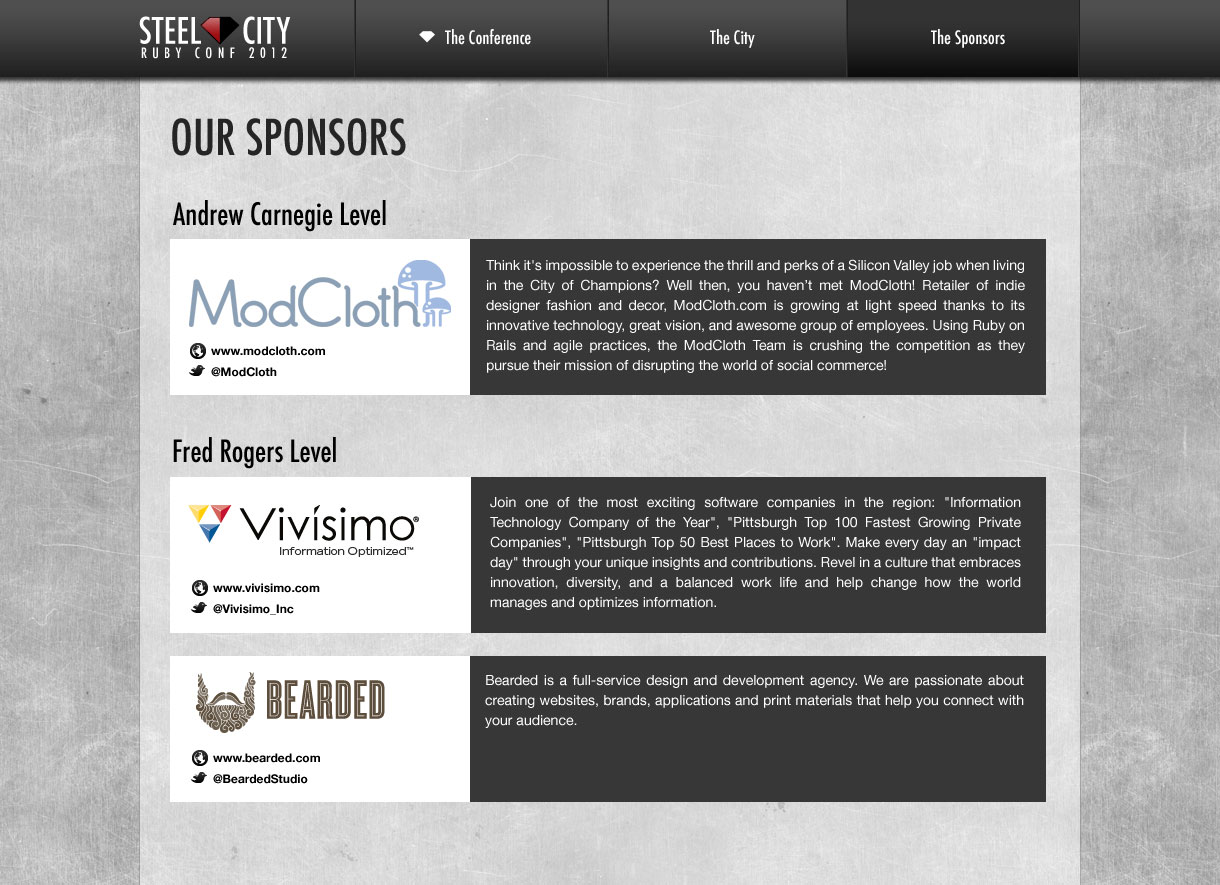 STEEL CITY
RUBY CONF 2012
The Conference
The City
The Sponsors
OUR SPONSORS
Andrew Carnegie Level
ModCloth
www.modcloth.com
@ModCloth
Think it's impossible to experience the thrill and perks of a Silicon Valley job when living
in the City of Champions? Well then, you haven't met ModCloth! Retailer of indie
designer fashion and decor, ModCloth.com is growing at light speed thanks to its
innovative technology, great vision, and awesome group of employees. Using Ruby on
Rails and agile practices, the ModCloth Team is crushing the competition as they
pursue their mission of disrupting the world of social commerce!
Fred Rogers Level
Vivísimo®
Information Optimized™
www.vivisimo.com
@Vivisimo_Inc
Join one of the most exciting software companies in the region: "Information
Technology Company of the Year", "Pittsburgh Top 100 Fastest Growing Private
Companies", "Pittsburgh Top 50 Best Places to Work". Make every day an "impact
day" through your unique insights and contributions. Revel in a culture that embraces
innovation, diversity, and a balanced work life and help change how the world
manages and optimizes information.
BEARDED
www.bearded.com
@BeardedStudio
Bearded is a full-service design and development agency. We are passionate about
creating websites, brands, applications and print materials that help you connect with
your audience.